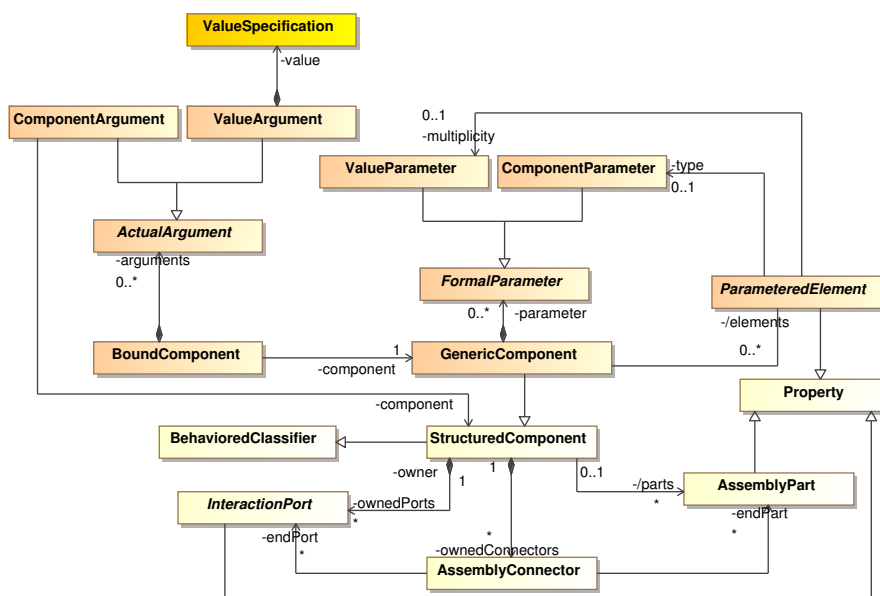 ValueSpecification
-value
ComponentArgument
ValueArgument
0..1
-multiplicity
ValueParameter
ComponentParameter
-type
0..1
ActualArgument
-arguments
0..*
FormalParameter
0..*
-parameter
ParameteredElement
-/elements
0..*
BoundComponent
1
-component
GenericComponent
Property
-component
BehavioredClassifier
StructuredComponent
-owner
1
1
0..1
-/parts
*
AssemblyPart
-endPart
*
InteractionPort
-ownedPorts
*
-endPort
*
*
-ownedConnectors
AssemblyConnector